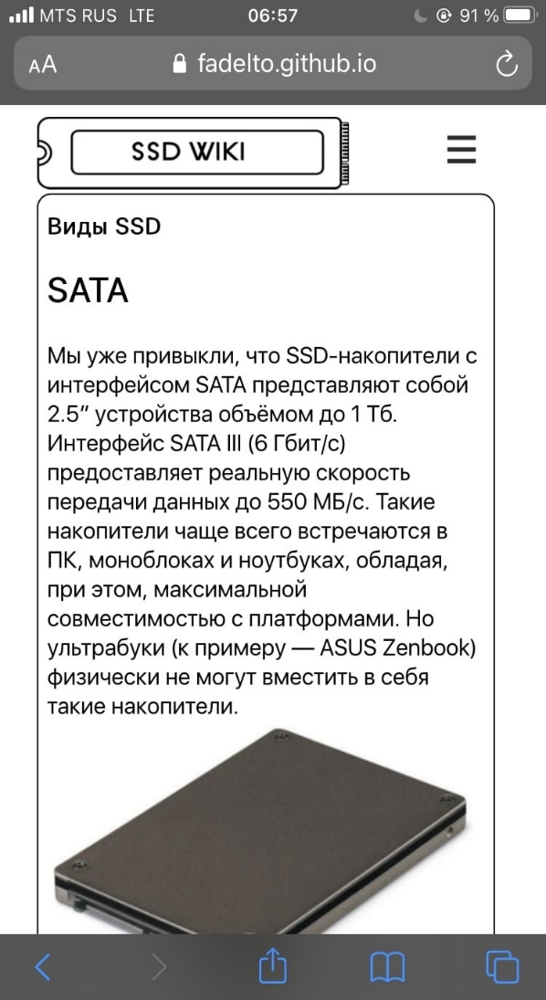 MTS RUS LTE 06:57 91 %
AA fadelto.github.io
SSD WIKI
Виды SSD
SATA
Мы уже привыкли, что SSD-накопители с
интерфейсом SATA представляют собой
2.5” устройства объёмом до 1 Тб.
Интерфейс SATA III (6 Гбит/с)
предоставляет реальную скорость
передачи данных до 550 МБ/с. Такие
накопители чаще всего встречаются в
ПК, моноблоках и ноутбуках, обладая,
при этом, максимальной
совместимостью с платформами. Но
ультрабуки (к примеру — ASUS Zenbook)
физически не могут вместить в себя
такие накопители.